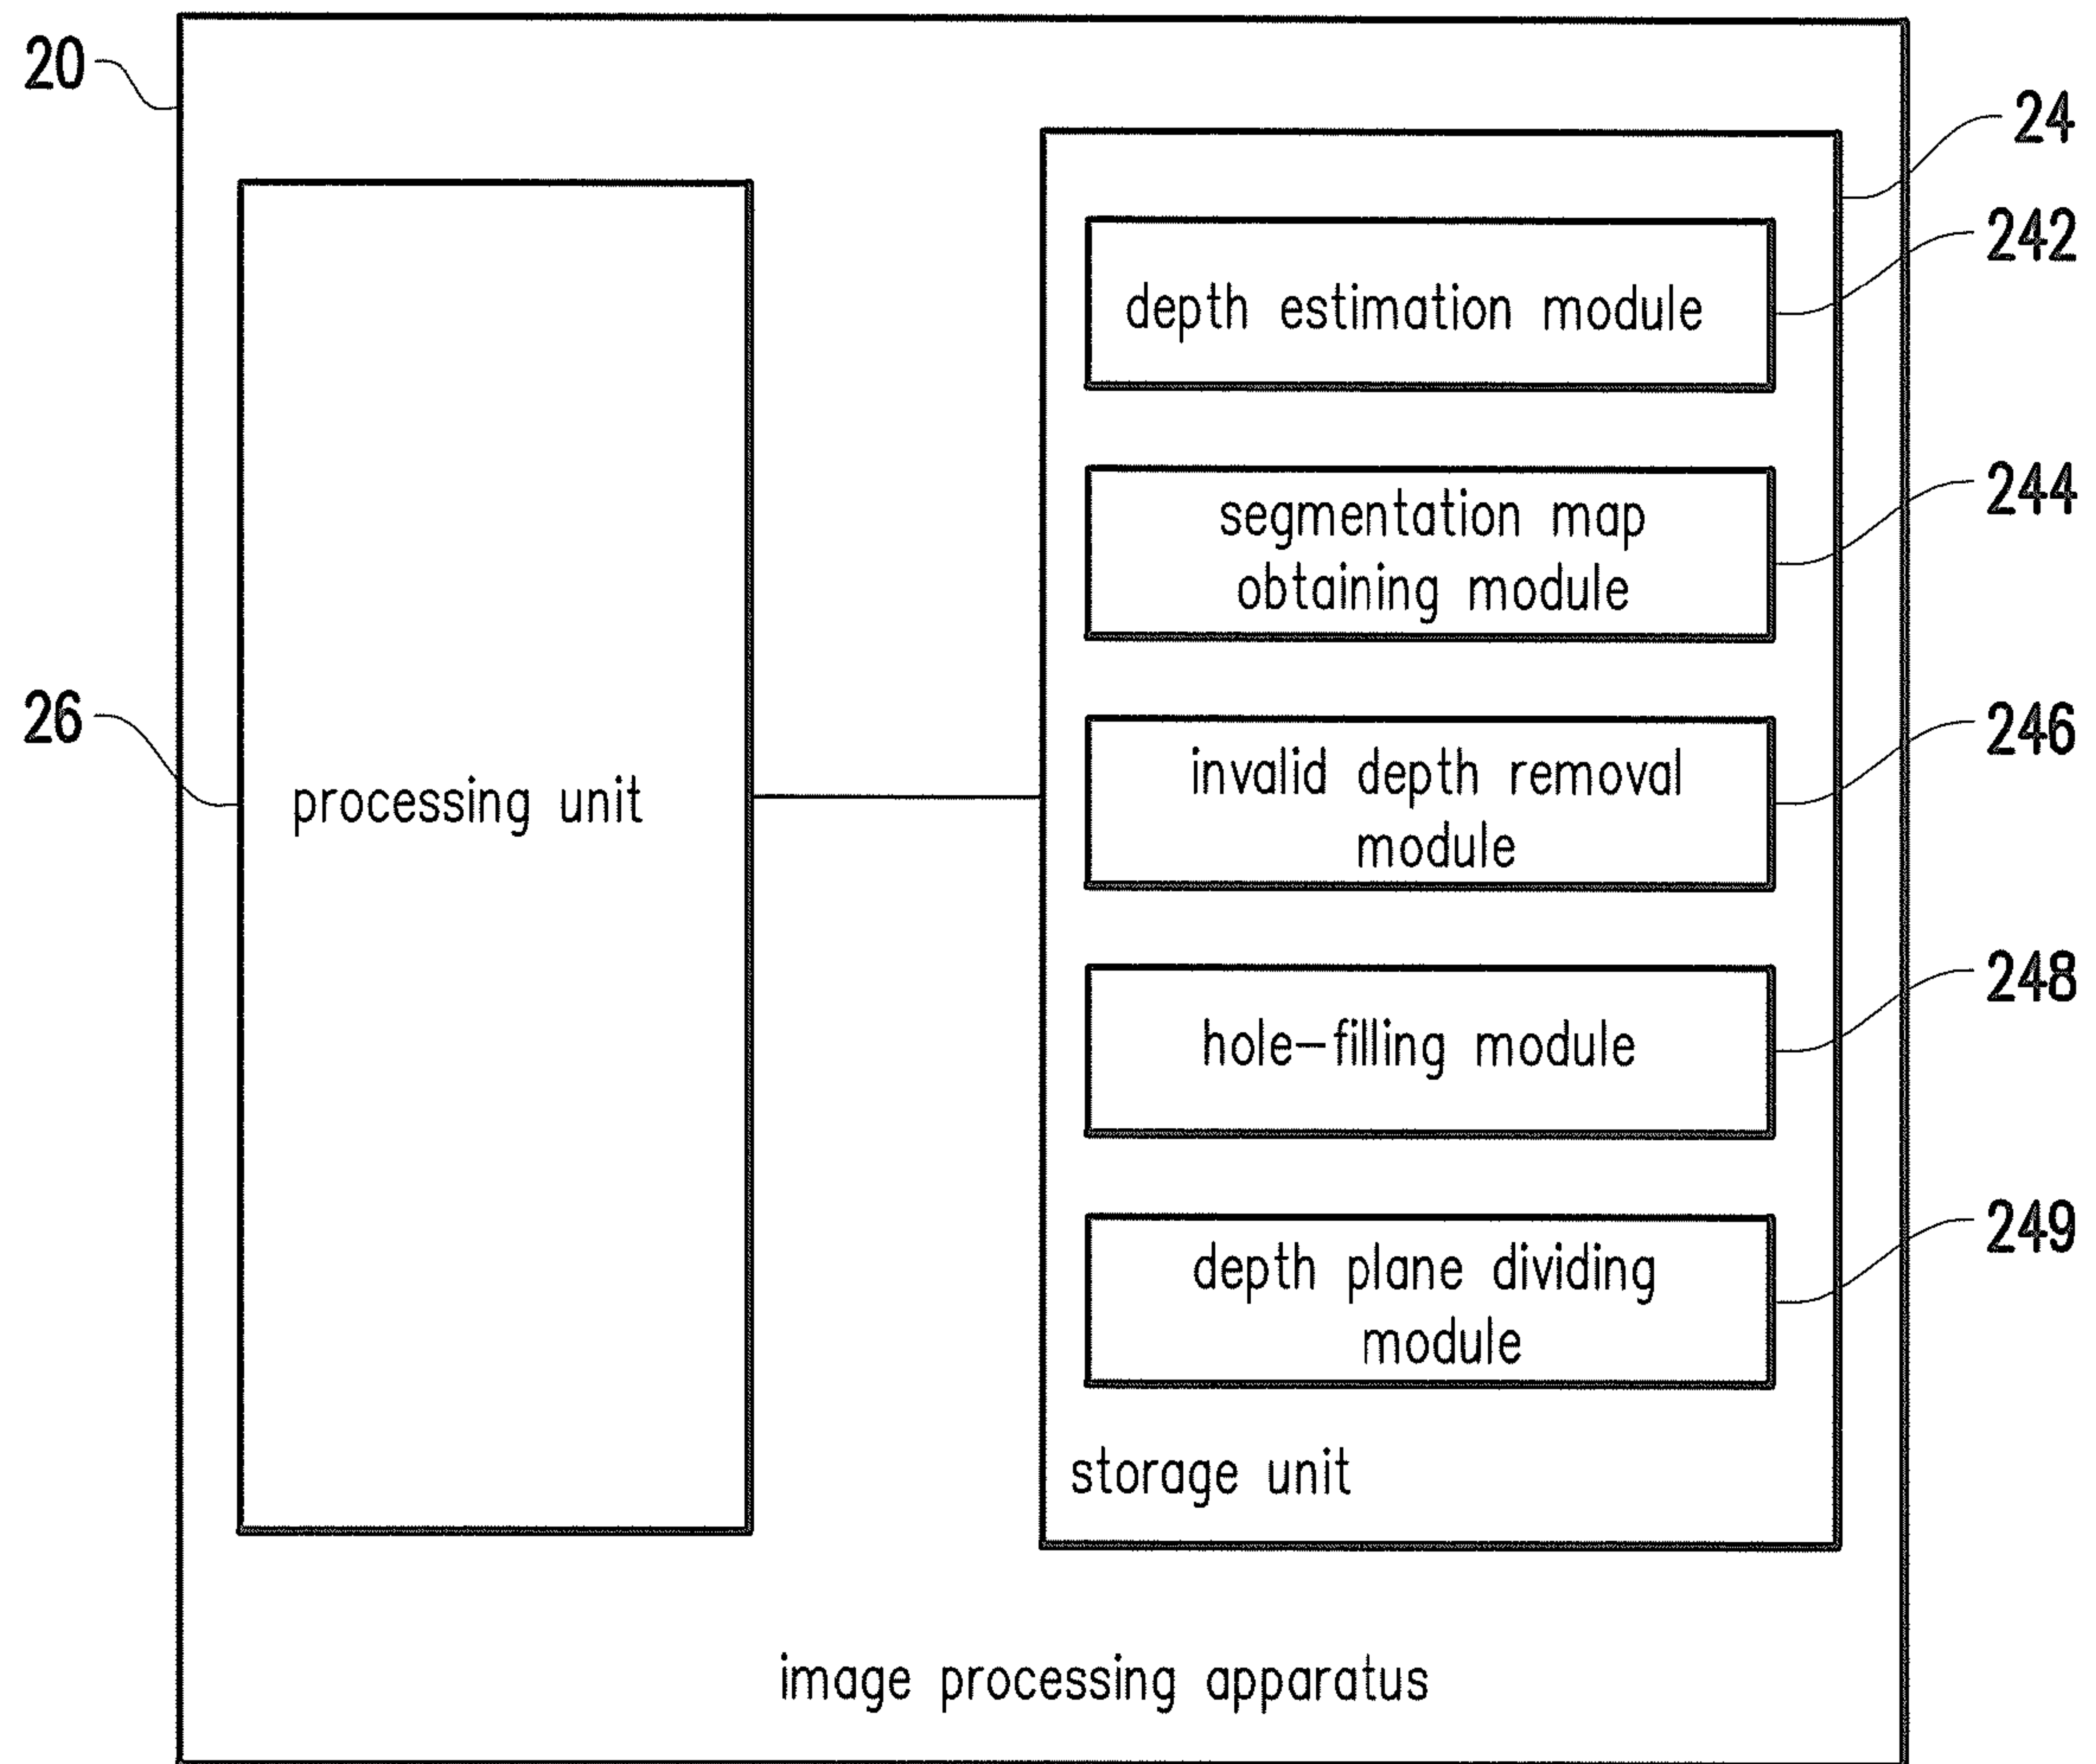 20
24
242
depth estimation module
244
segmentation map
obtaining module
26
processing unit
246
invalid depth removal
module
248
hole-filling module
249
depth plane dividing
module
storage unit
image processing apparatus